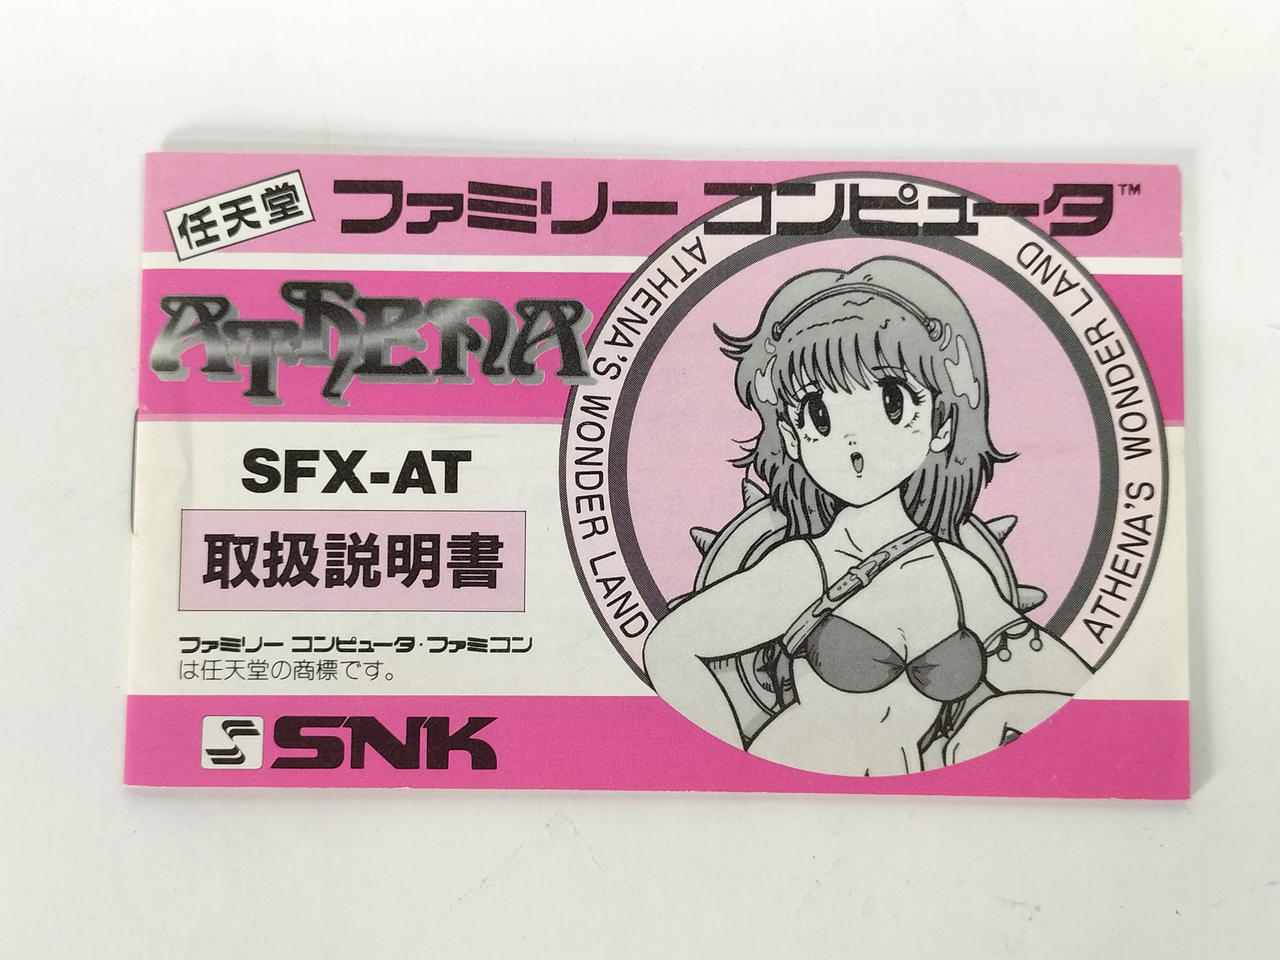 任天堂 ファミリー コンピュータ™
ATHENA
SFX-AT
取扱説明書
ファミリー コンピュータ・ファミコン
は任天堂の商標です。
S SNK
ATHENA'S WONDER LAND
ATHENA'S WONDER LAND